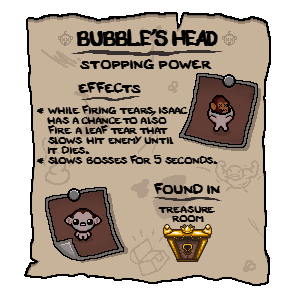 BUBBLE'S HEAD
STOPPING POWER
EFFECTS
* WHILE FIRING TEARS, ISAAC
HAS A CHANCE TO ALSO
FIRE A LEAF TEAR THAT
SLOWS HIT ENEMY UNTIL
IT DIES.
* SLOWS BOSSES FOR 5 SECONDS.
FOUND IN
TREASURE
ROOM